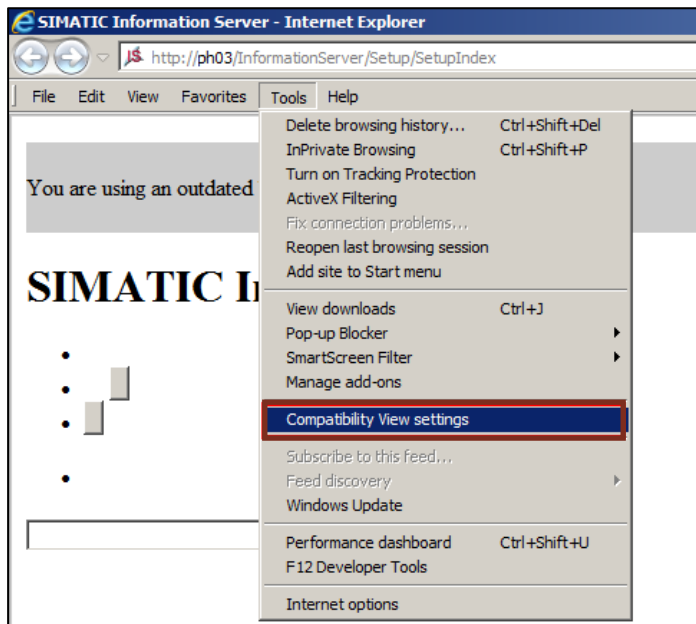 SIMATIC Information Server - Internet Explorer
http://ph03/InformationServer/Setup/SetupIndex
File Edit View Favorites Tools Help
Delete browsing history... Ctrl+Shift+Del
InPrivate Browsing Ctrl+Shift+P
Turn on Tracking Protection
ActiveX Filtering
Fix connection problems...
Reopen last browsing session
Add site to Start menu
View downloads Ctrl+J
Pop-up Blocker
SmartScreen Filter
Manage add-ons
Compatibility View settings
Subscribe to this feed...
Feed discovery
Windows Update
Performance dashboard Ctrl+Shift+U
F12 Developer Tools
Internet options
You are using an outdated
SIMATIC I